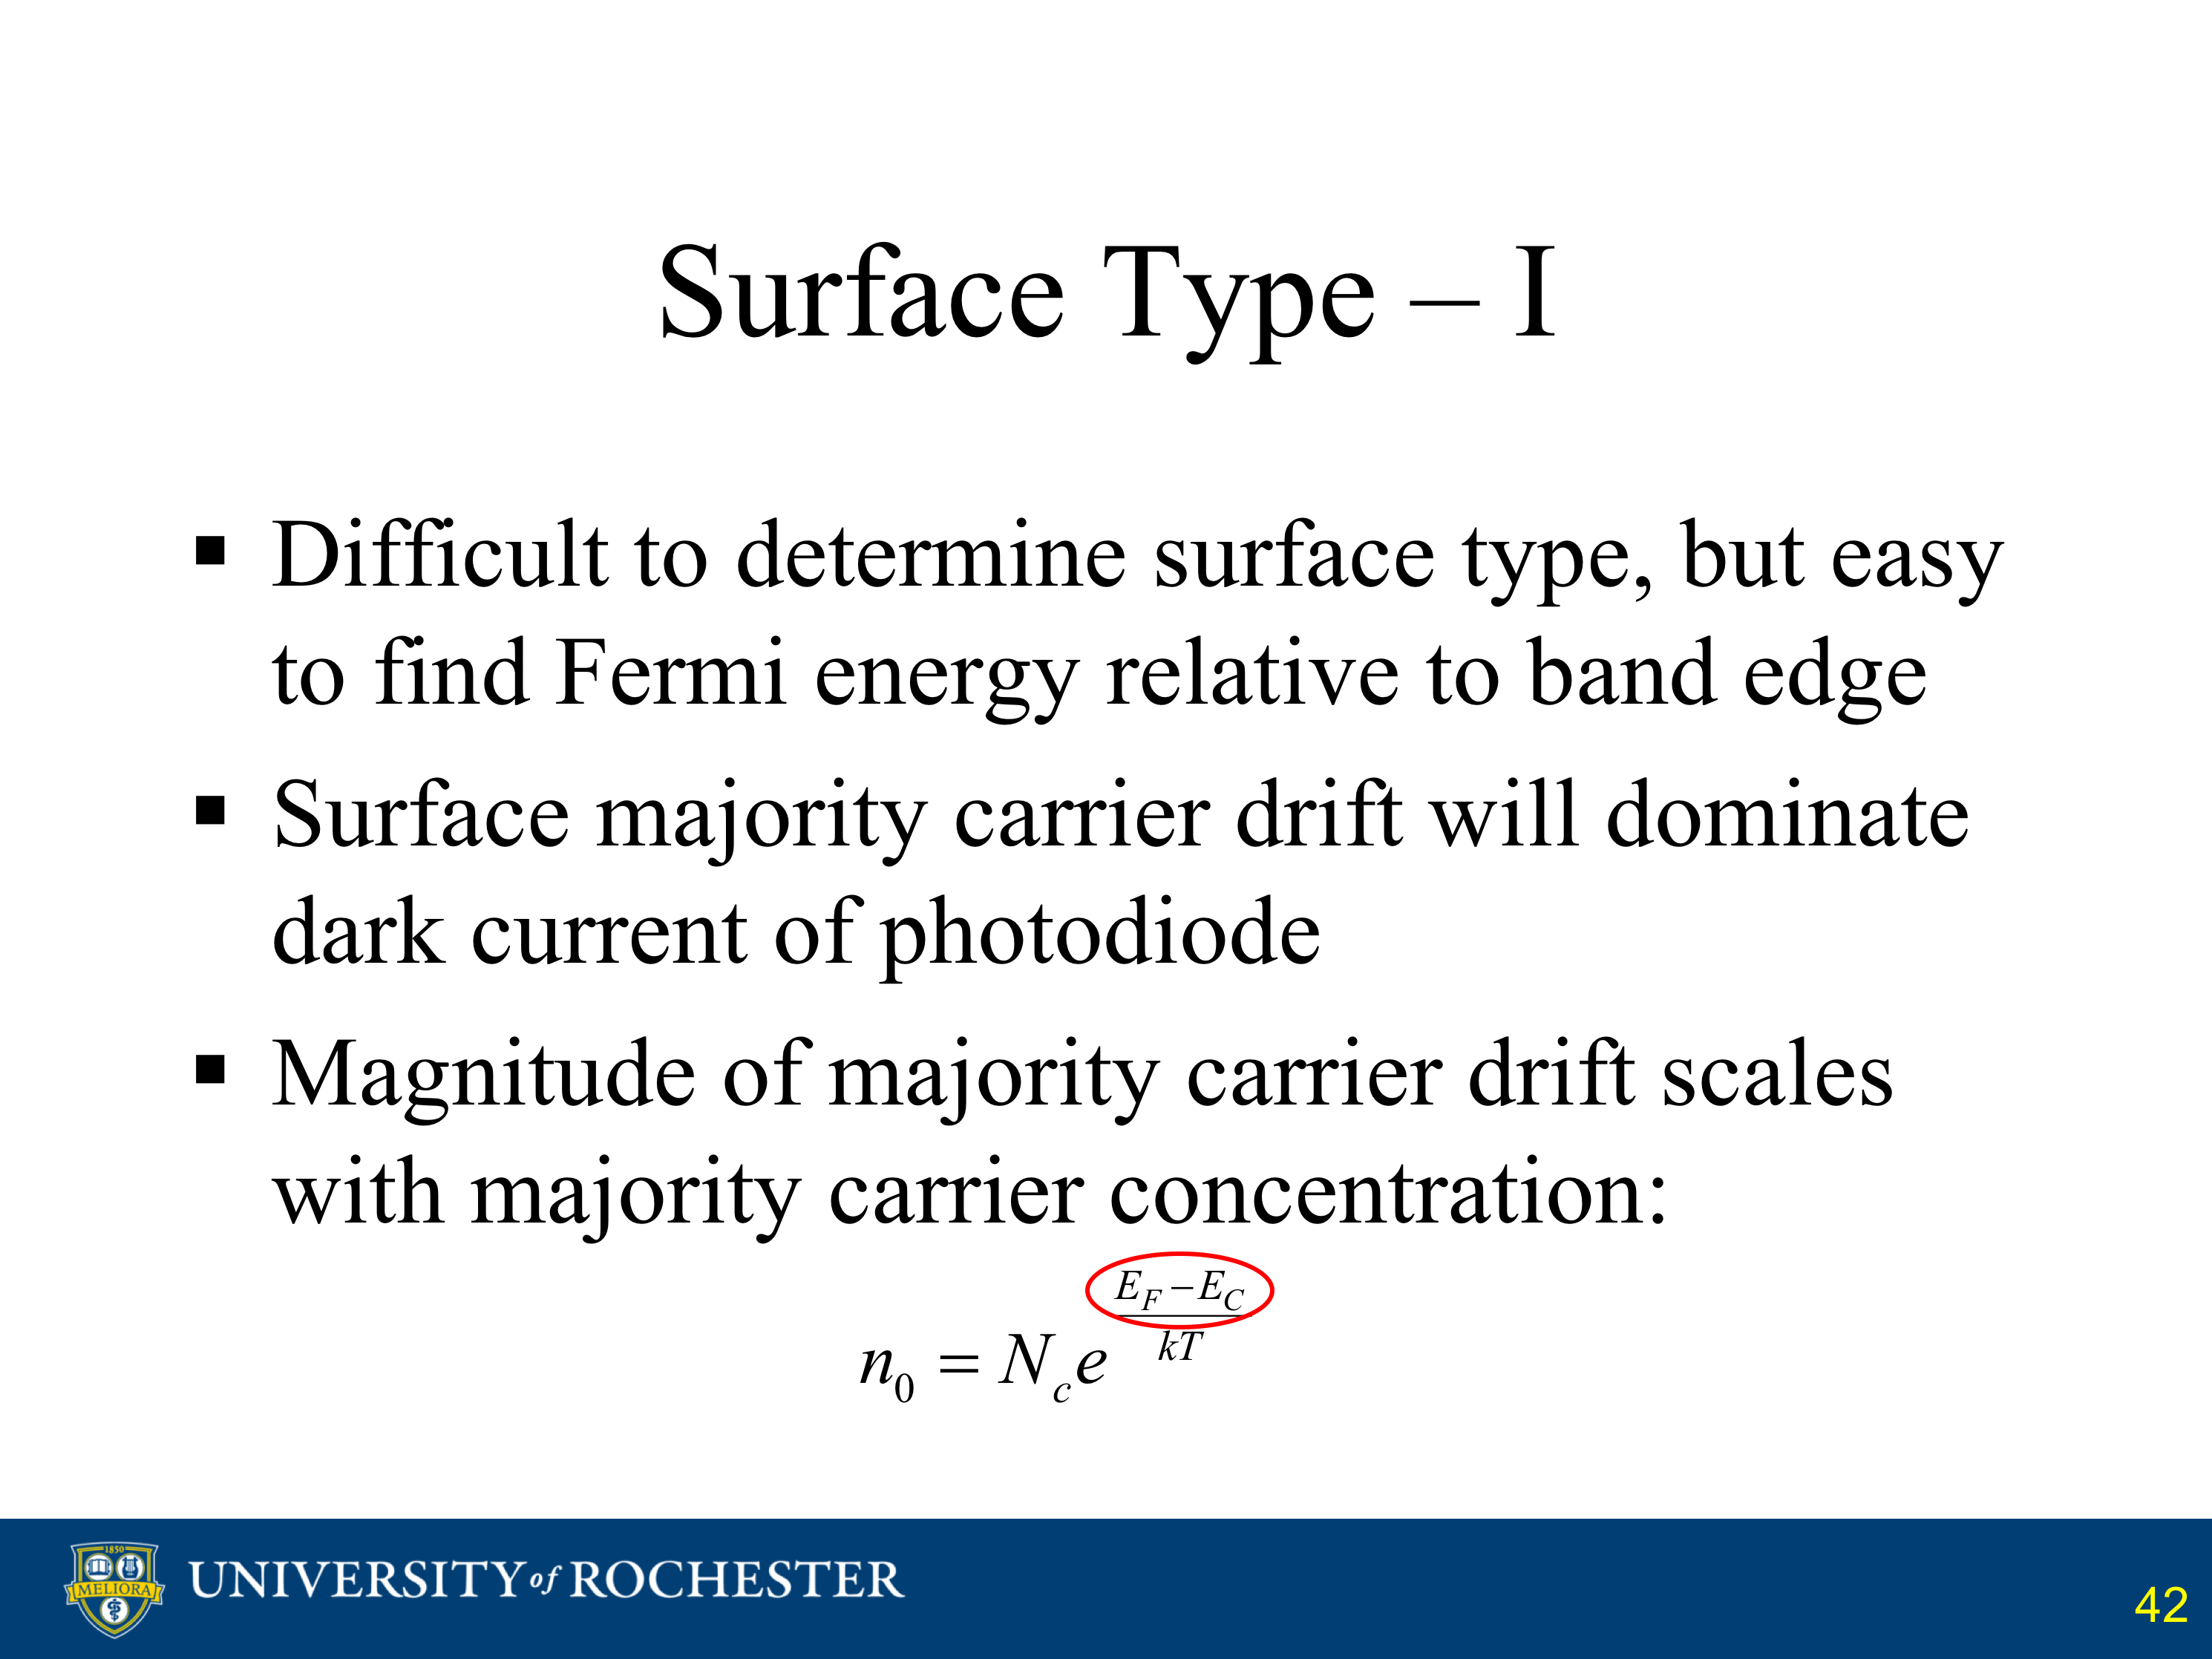 Surface Type – I
▪ Difficult to determine surface type, but easy
to find Fermi energy relative to band edge
▪ Surface majority carrier drift will dominate
dark current of photodiode
▪ Magnitude of majority carrier drift scales
with majority carrier concentration:
n₀ = N_c e^{(E_F − E_C)/kT}
1850
MELIORA
UNIVERSITY of ROCHESTER
42